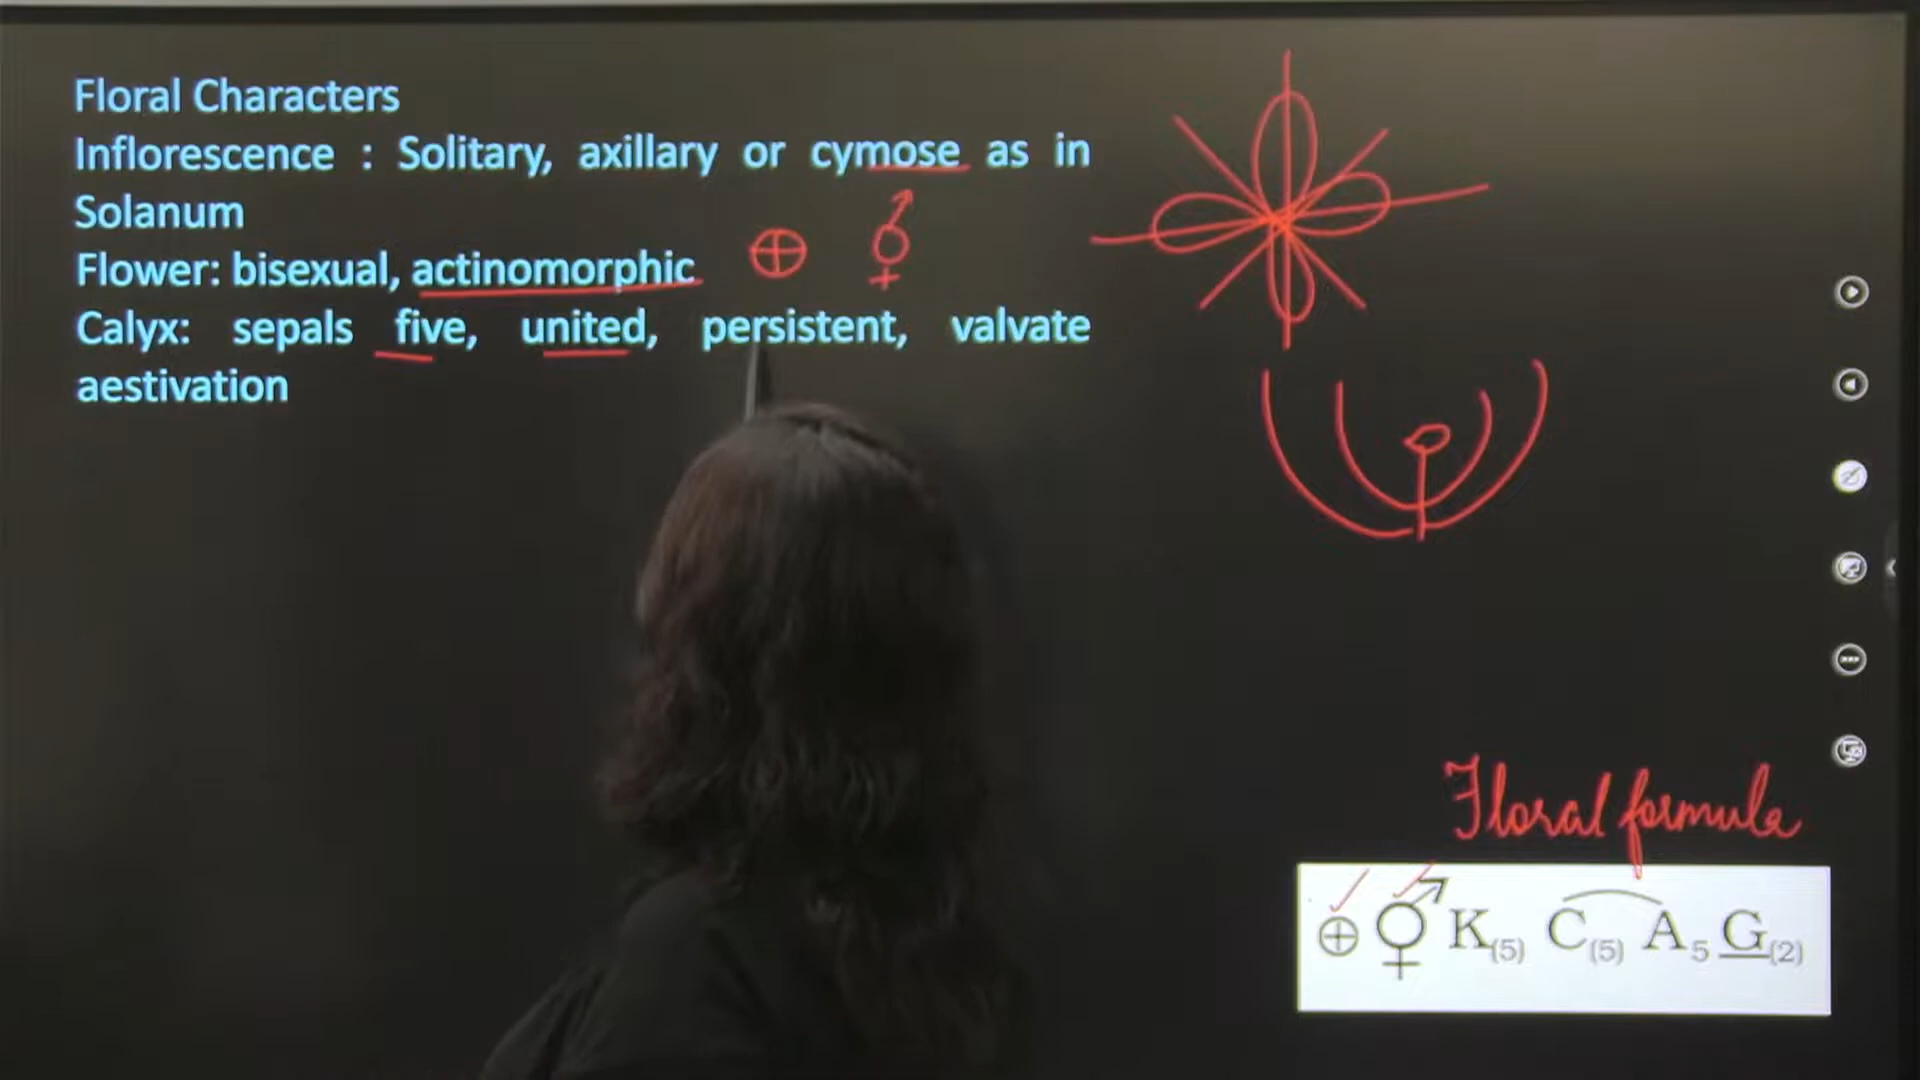 Floral Characters
Inflorescence : Solitary, axillary or cymose as in
Solanum
Flower: bisexual, actinomorphic ⊕ ⚥
Calyx: sepals five, united, persistent, valvate
aestivation
Floral formula
⊕ ⚥ K(5) C(5) A5 G(2)